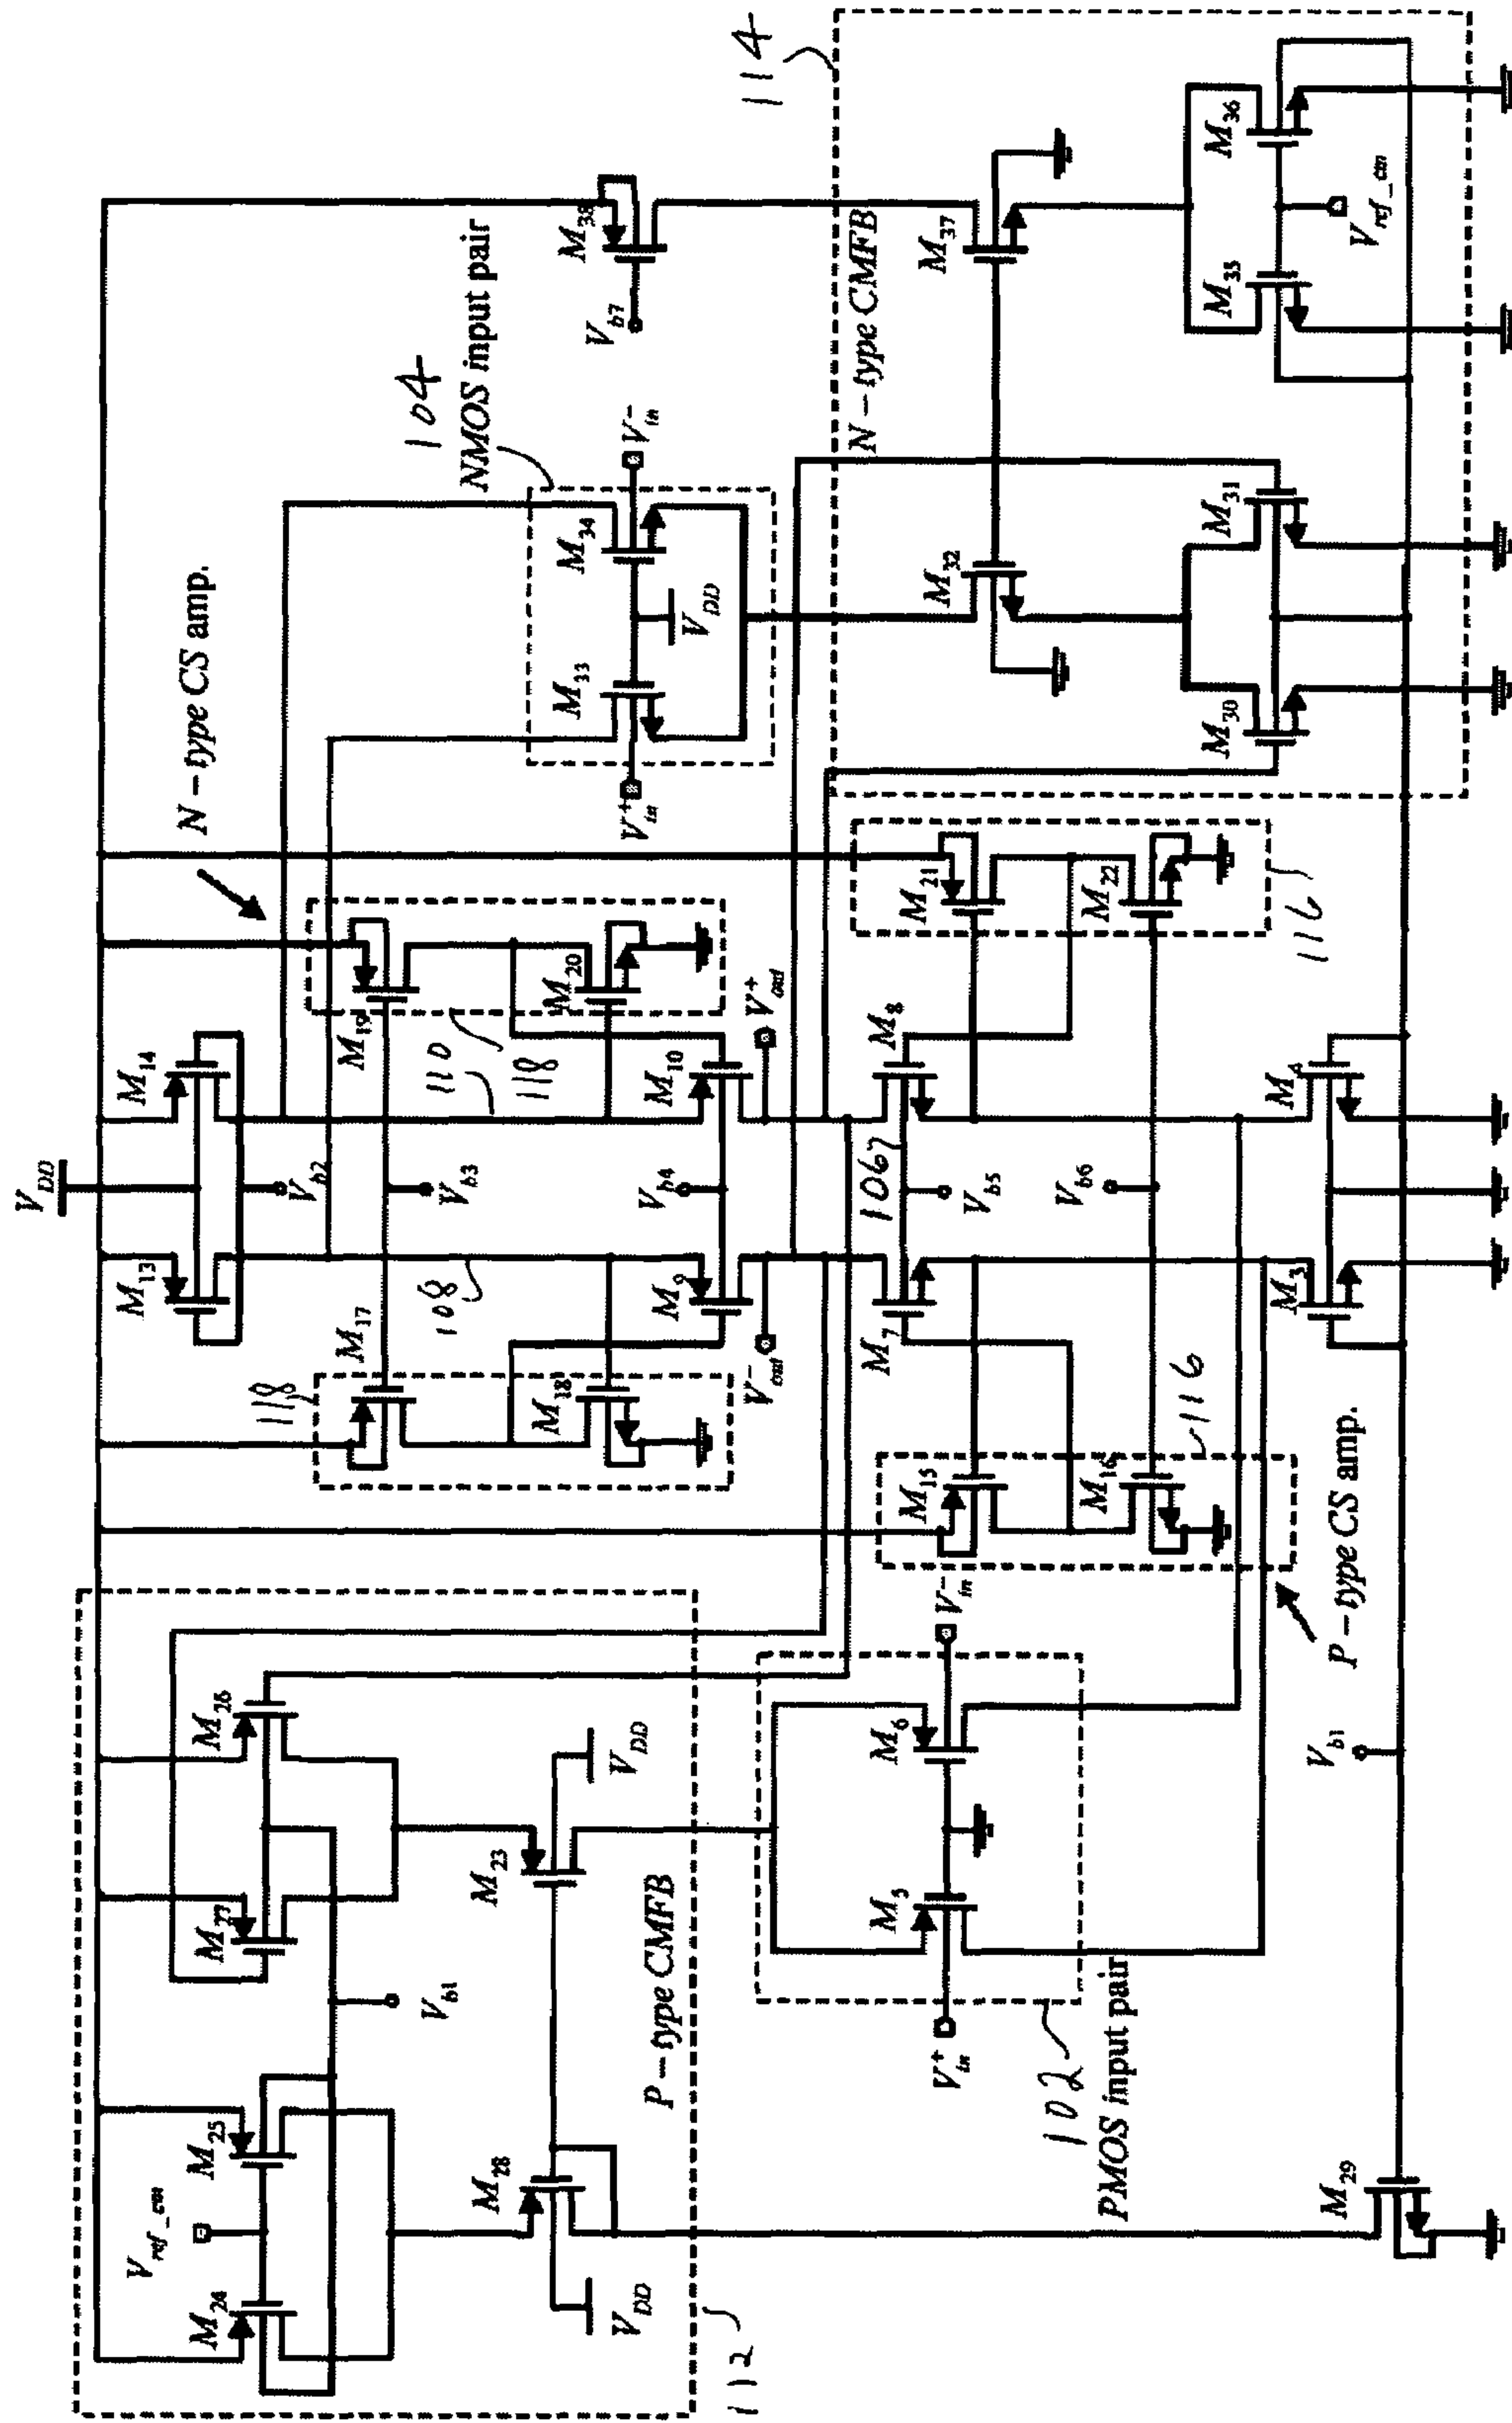 V_DD
M_24
V_ref_cm
M_25
M_27
M_26
V_b1
M_28
M_23
V_DD
V_DD
P – type CMFB
112
M_13
M_14
V_b2
M_17
M_19
V_b3
118
M_18
M_20
108
110
118
M_9
M_10
V_b4
V⁻_out
V⁺_out
N – type CS amp.
104
NMOS input pair
M_33
M_34
V⁺_in
V⁻_in
V_DD
V_b7
M_38
114
N – type CMFB
M_32
M_37
M_30
M_31
M_35
M_36
V_ref_cm
V⁺_in
M_5
M_6
V⁻_in
102
PMOS input pair
M_7
M_8
106
V_b5
M_15
M_16
116
V_b6
M_21
M_22
116
P – type CS amp.
M_3
M_4
V_b1
M_29